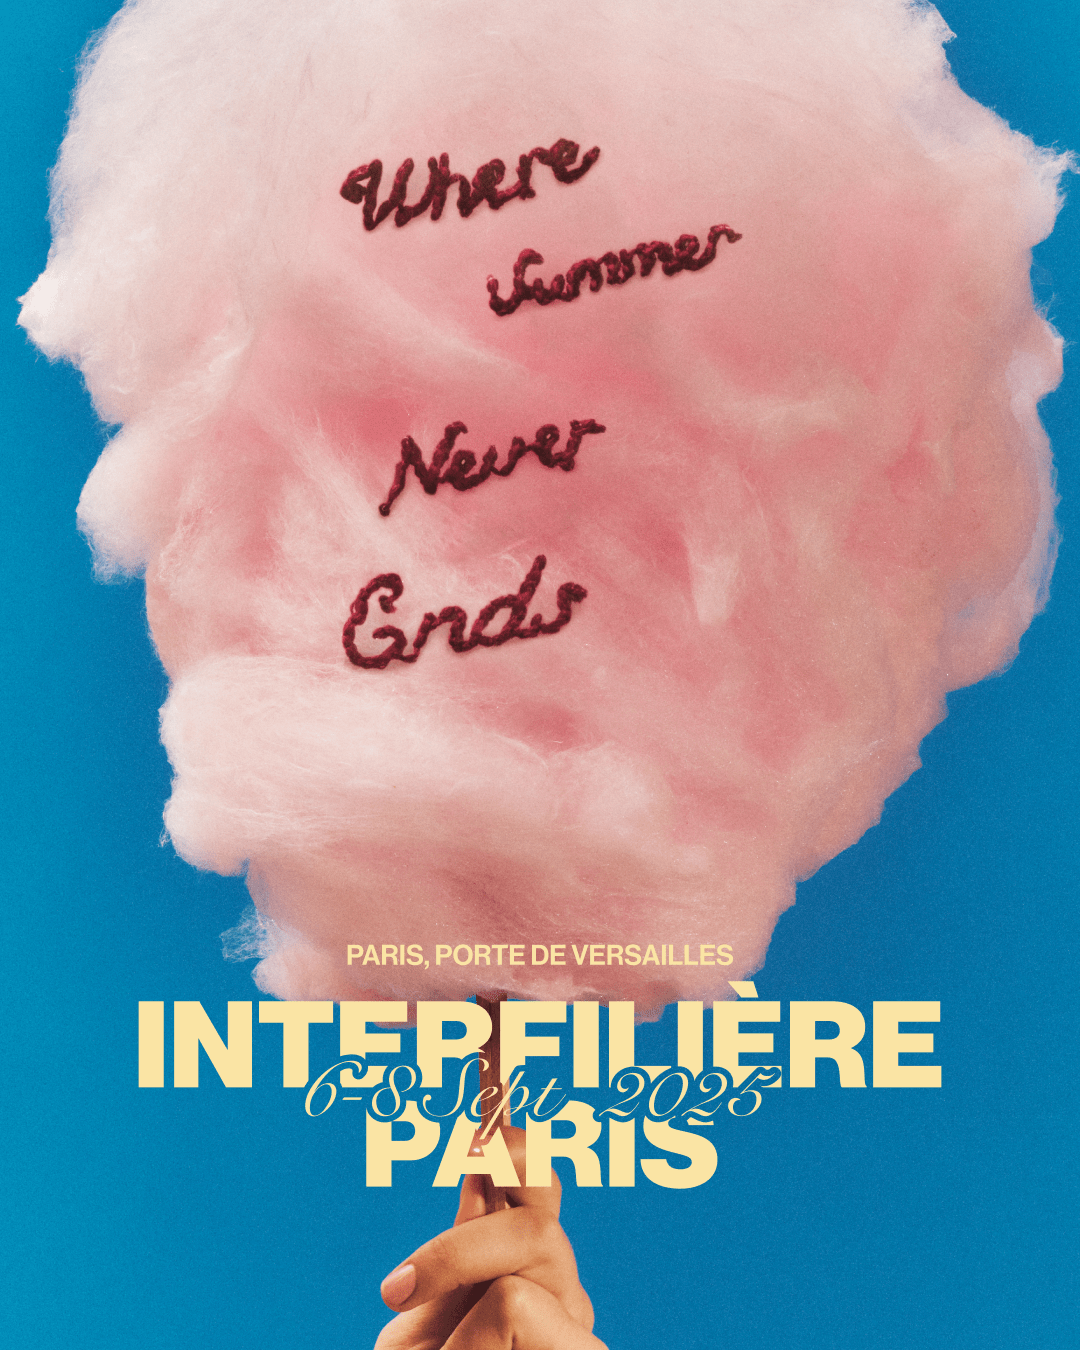 Where
Summer
Never
Ends
PARIS, PORTE DE VERSAILLES
INTERFILIÈRE
6-8 Sept 2025
PARIS